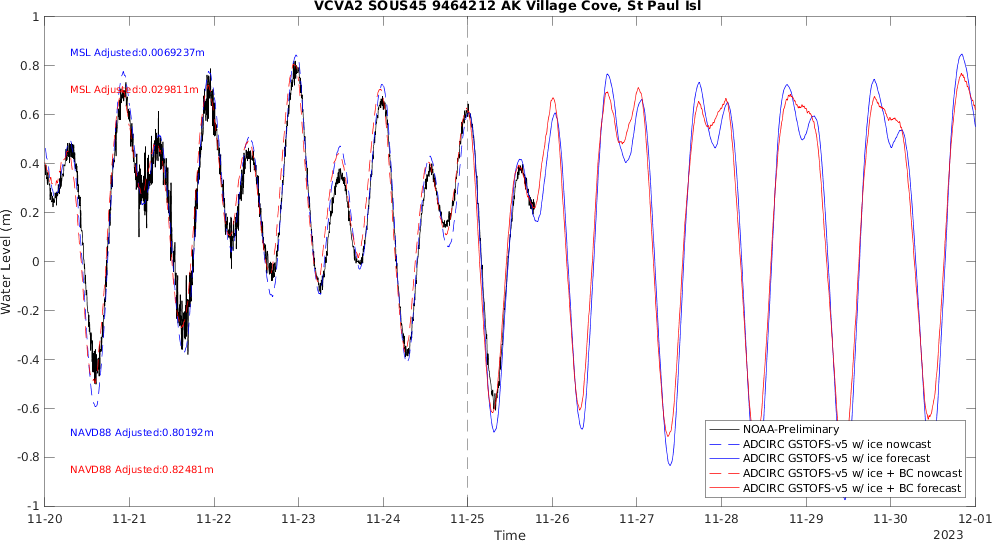 VCVA2 SOUS45 9464212 AK Village Cove, St Paul Isl
MSL Adjusted:0.0069237m
MSL Adjusted:0.029811m
NAVD88 Adjusted:0.80192m
NAVD88 Adjusted:0.82481m
Water Level (m)
1
0.8
0.6
0.4
0.2
0
-0.2
-0.4
-0.6
-0.8
-1
NOAA-Preliminary
ADCIRC GSTOFS-v5 w/ ice nowcast
ADCIRC GSTOFS-v5 w/ ice forecast
ADCIRC GSTOFS-v5 w/ ice + BC nowcast
ADCIRC GSTOFS-v5 w/ ice + BC forecast
11-20 11-21 11-22 11-23 11-24 11-25 11-26 11-27 11-28 11-29 11-30 12-01
Time
2023